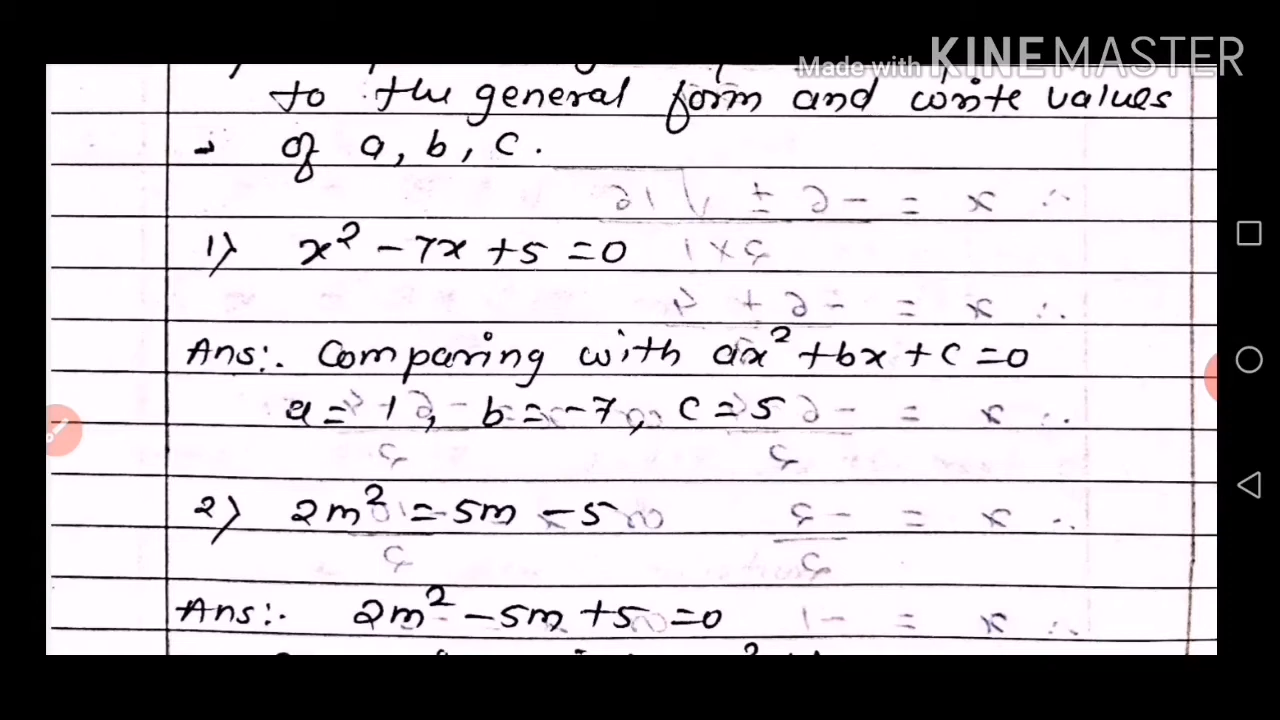 Made with KINEMASTER
to the general form and write values
of a, b, c.
1) x² - 7x + 5 = 0
Ans:. Comparing with ax² + bx + c = 0
a = 1, b = -7, c = 5
2) 2m² = 5m - 5
Ans:. 2m² - 5m + 5 = 0